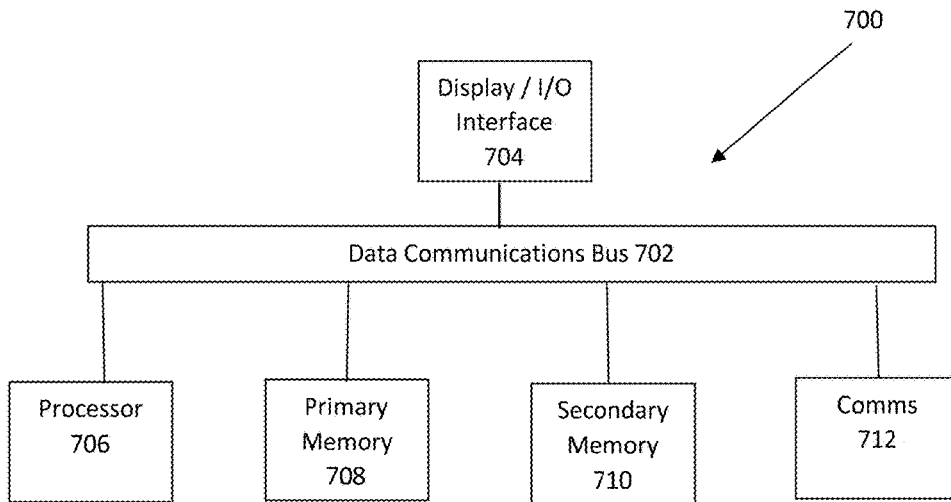 700
Display / I/O
Interface
704
Data Communications Bus 702
Processor
706
Primary
Memory
708
Secondary
Memory
710
Comms
712